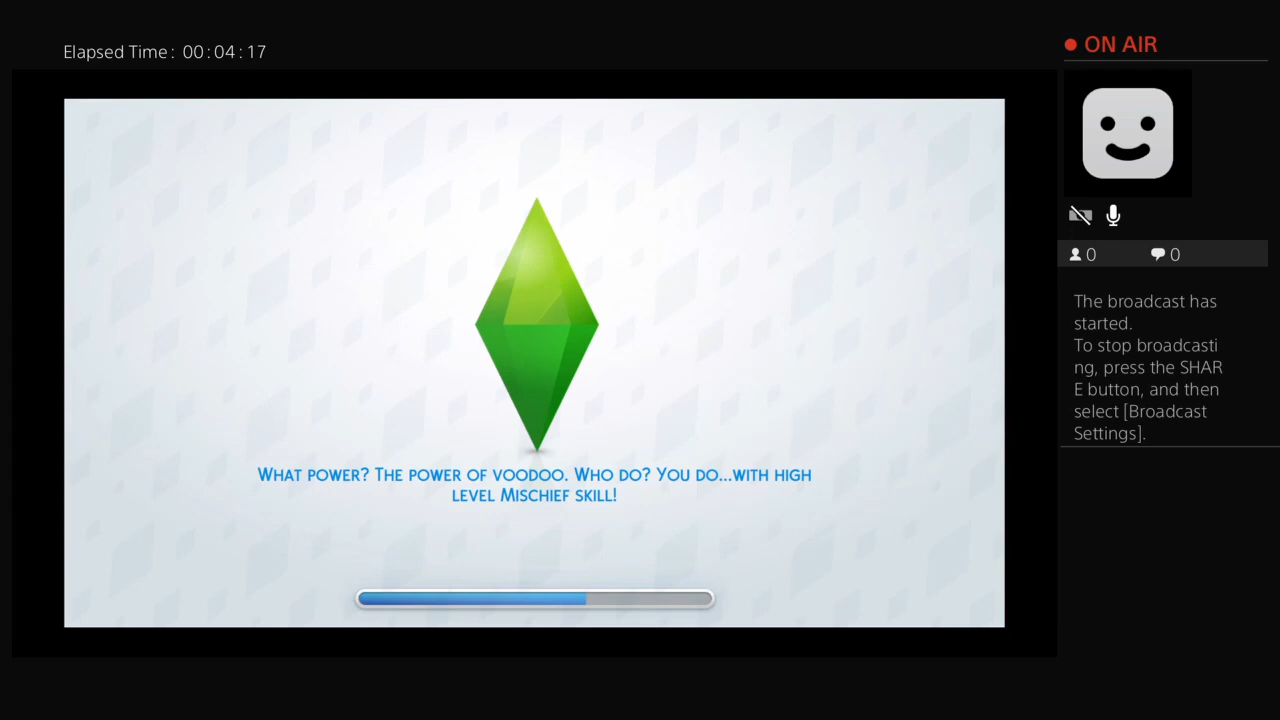 Elapsed Time: 00:04:17
ON AIR
WHAT POWER? THE POWER OF VOODOO. WHO DO? YOU DO...WITH HIGH
LEVEL MISCHIEF SKILL!
0 0
The broadcast has
started.
To stop broadcasti
ng, press the SHAR
E button, and then
select [Broadcast
Settings].